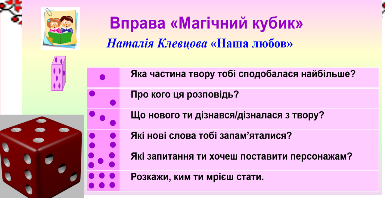 Вправа «Магічний кубик»
Наталія Клевцова «Паша любов»
Яка частина твору тобі сподобалася найбільше?
Про кого ця розповідь?
Що нового ти дізнався/дізналася з твору?
Які нові слова тобі запам'яталися?
Які запитання ти хочеш поставити персонажам?
Розкажи, ким ти мрієш стати.